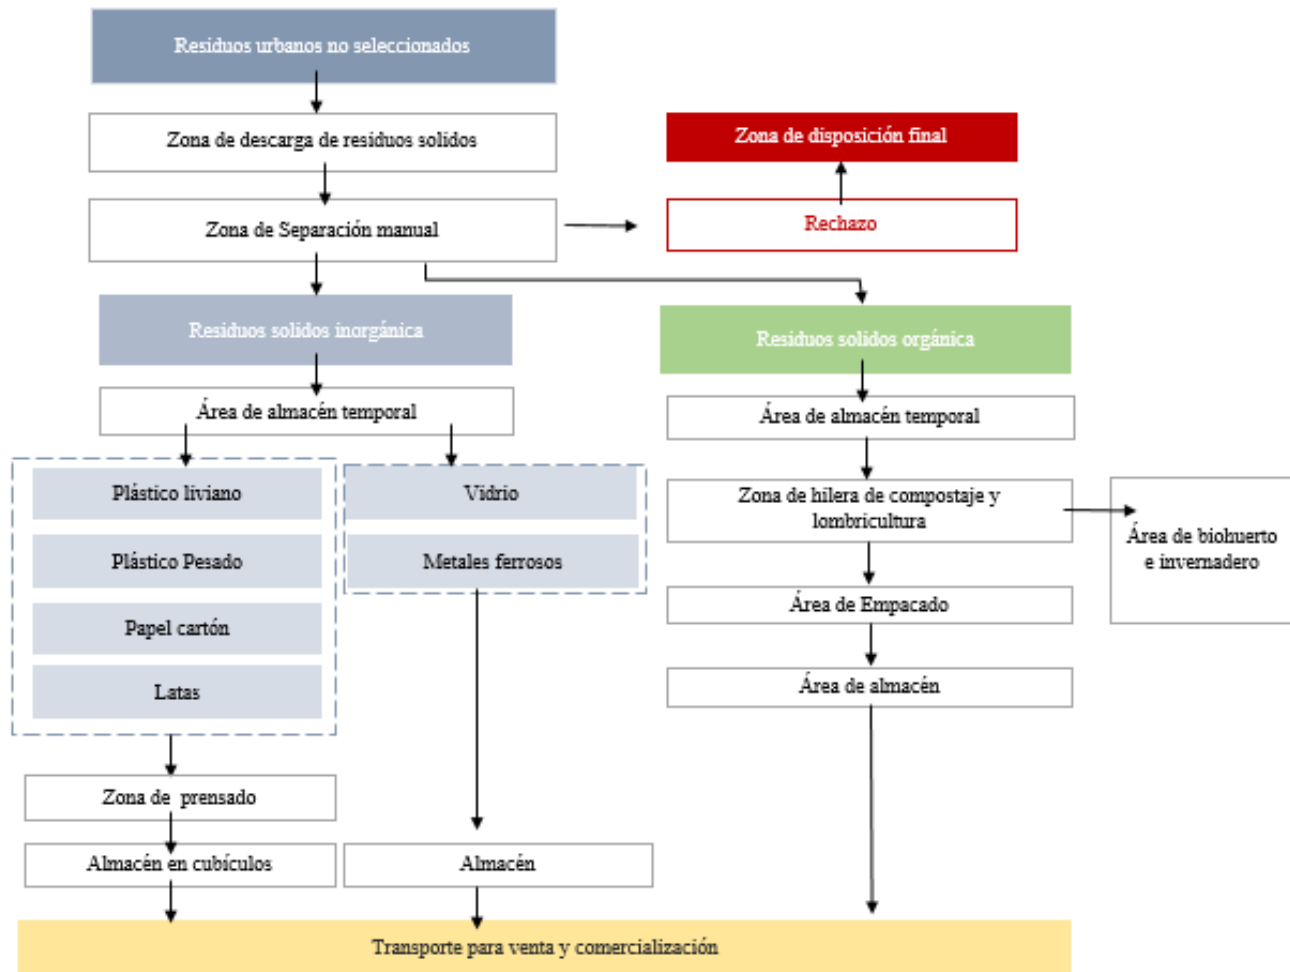 Residuos urbanos no seleccionados
Zona de descarga de residuos solidos
Zona de disposición final
Zona de Separación manual
Rechazo
Residuos solidos inorgánica
Residuos solidos orgánica
Área de almacén temporal
Área de almacén temporal
Plástico liviano
Vidrio
Zona de hilera de compostaje y
lombricultura
Área de biohuerto
e invernadero
Plástico Pesado
Metales ferrosos
Área de Empacado
Papel cartón
Latas
Área de almacén
Zona de  prensado
Almacén en cubículos
Almacén
Transporte para venta y comercialización